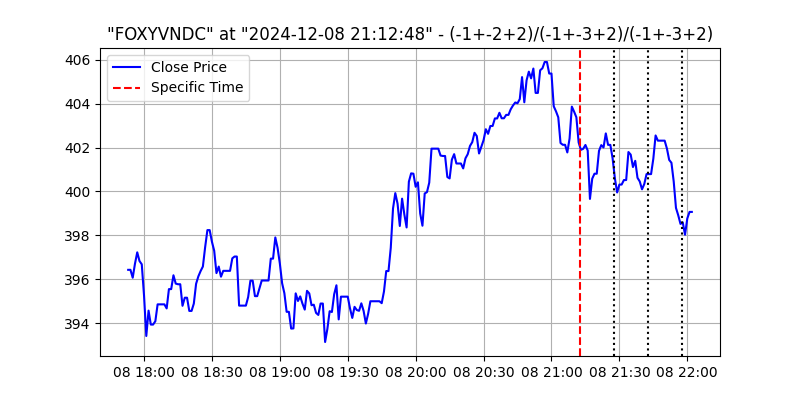 "FOXYVNDC" at "2024-12-08 21:12:48" - (-1+-2+2)/(-1+-3+2)/(-1+-3+2)
Close Price
Specific Time
406
404
402
400
398
396
394
08 18:00 08 18:30 08 19:00 08 19:30 08 20:00 08 20:30 08 21:00 08 21:30 08 22:00